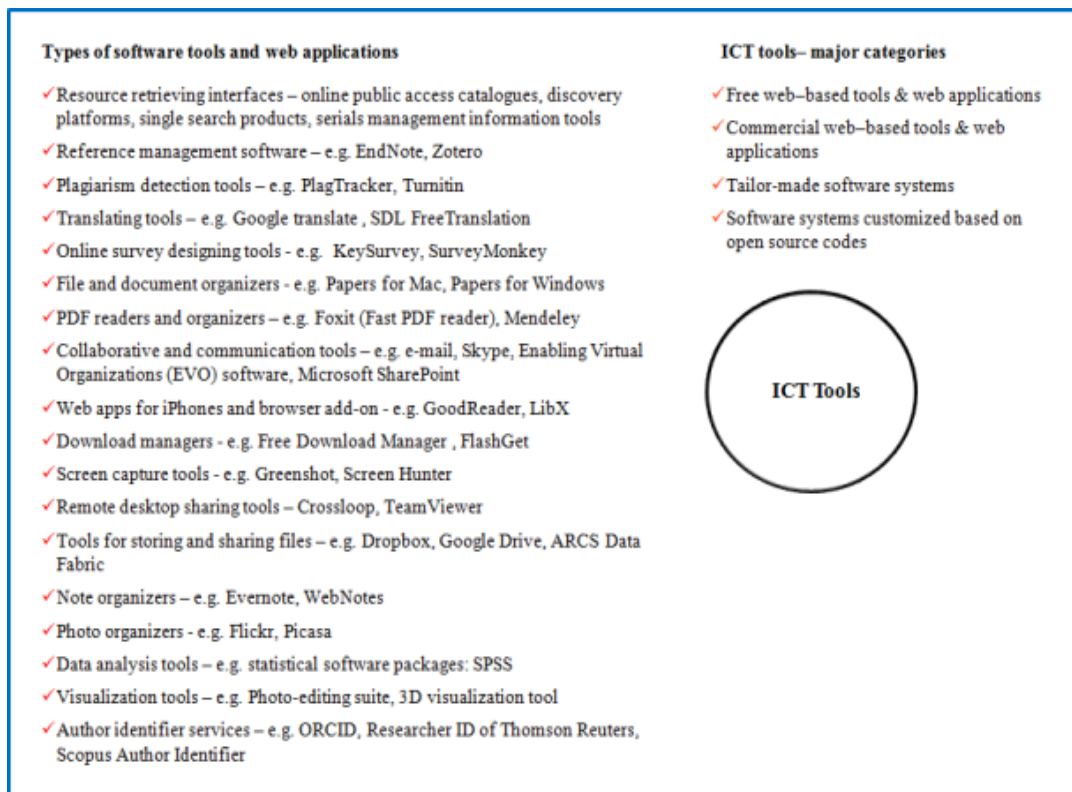 Types of software tools and web applications
✓Resource retrieving interfaces – online public access catalogues, discovery
platforms, single search products, serials management information tools
✓Reference management software – e.g. EndNote, Zotero
✓Plagiarism detection tools – e.g. PlagTracker, Turnitin
✓Translating tools – e.g. Google translate , SDL FreeTranslation
✓Online survey designing tools - e.g. KeySurvey, SurveyMonkey
✓File and document organizers - e.g. Papers for Mac, Papers for Windows
✓PDF readers and organizers – e.g. Foxit (Fast PDF reader), Mendeley
✓Collaborative and communication tools – e.g. e-mail, Skype, Enabling Virtual
Organizations (EVO) software, Microsoft SharePoint
✓Web apps for iPhones and browser add-on - e.g. GoodReader, LibX
✓Download managers - e.g. Free Download Manager , FlashGet
✓Screen capture tools - e.g. Greenshot, Screen Hunter
✓Remote desktop sharing tools – Crossloop, TeamViewer
✓Tools for storing and sharing files – e.g. Dropbox, Google Drive, ARCS Data
Fabric
✓Note organizers – e.g. Evernote, WebNotes
✓Photo organizers - e.g. Flickr, Picasa
✓Data analysis tools – e.g. statistical software packages: SPSS
✓Visualization tools – e.g. Photo-editing suite, 3D visualization tool
✓Author identifier services – e.g. ORCID, Researcher ID of Thomson Reuters,
Scopus Author Identifier
ICT tools– major categories
✓Free web–based tools & web applications
✓Commercial web–based tools & web
applications
✓Tailor-made software systems
✓Software systems customized based on
open source codes
ICT Tools